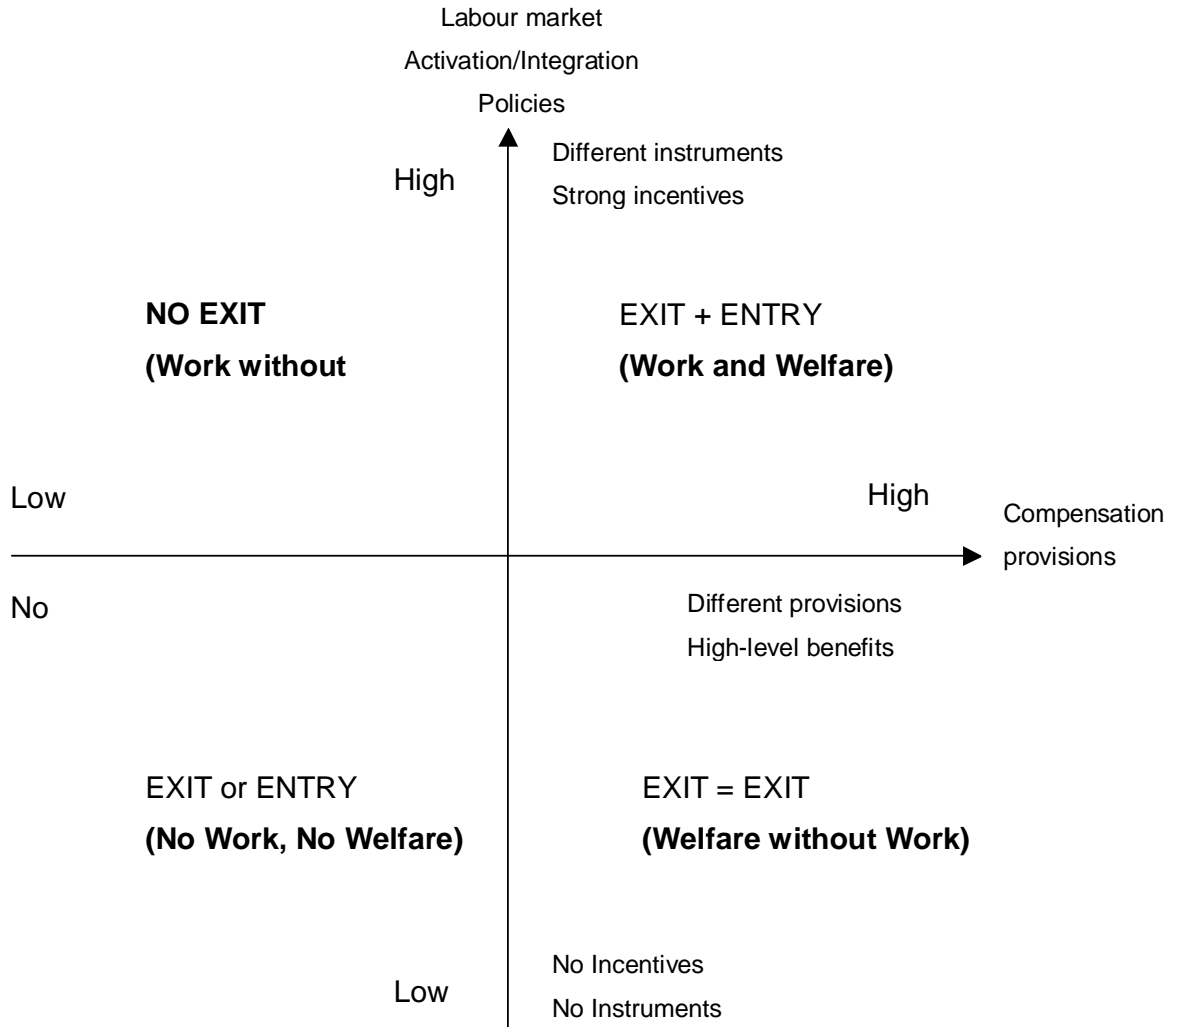 Labour market
Activation/Integration
Policies
Different instruments
High
Strong incentives
NO EXIT
(Work without
EXIT + ENTRY
(Work and Welfare)
Low
High
Compensation
provisions
No
Different provisions
High-level benefits
EXIT or ENTRY
(No Work, No Welfare)
EXIT = EXIT
(Welfare without Work)
No Incentives
Low
No Instruments